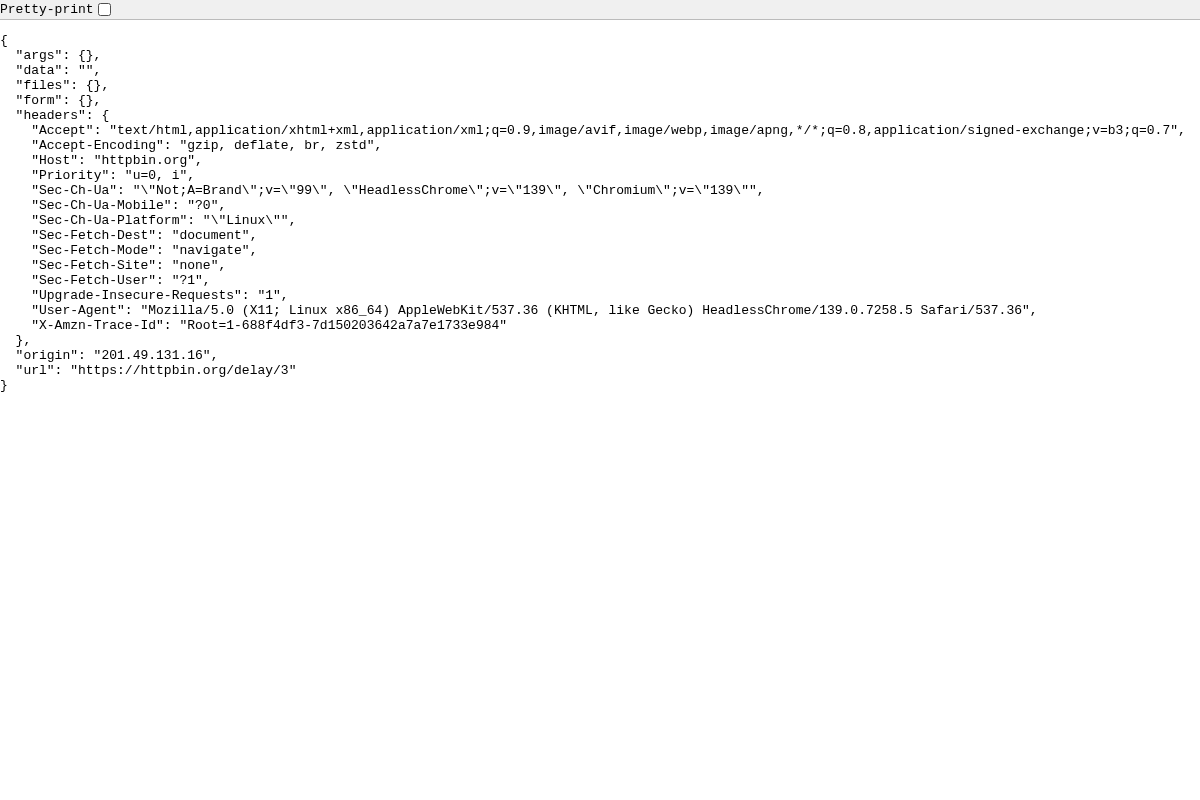 Pretty-print
{
  "args": {},
  "data": "",
  "files": {},
  "form": {},
  "headers": {
    "Accept": "text/html,application/xhtml+xml,application/xml;q=0.9,image/avif,image/webp,image/apng,*/*;q=0.8,application/signed-exchange;v=b3;q=0.7",
    "Accept-Encoding": "gzip, deflate, br, zstd",
    "Host": "httpbin.org",
    "Priority": "u=0, i",
    "Sec-Ch-Ua": "\"Not;A=Brand\";v=\"99\", \"HeadlessChrome\";v=\"139\", \"Chromium\";v=\"139\"",
    "Sec-Ch-Ua-Mobile": "?0",
    "Sec-Ch-Ua-Platform": "\"Linux\"",
    "Sec-Fetch-Dest": "document",
    "Sec-Fetch-Mode": "navigate",
    "Sec-Fetch-Site": "none",
    "Sec-Fetch-User": "?1",
    "Upgrade-Insecure-Requests": "1",
    "User-Agent": "Mozilla/5.0 (X11; Linux x86_64) AppleWebKit/537.36 (KHTML, like Gecko) HeadlessChrome/139.0.7258.5 Safari/537.36",
    "X-Amzn-Trace-Id": "Root=1-688f4df3-7d150203642a7a7e1733e984"
  },
  "origin": "201.49.131.16",
  "url": "https://httpbin.org/delay/3"
}